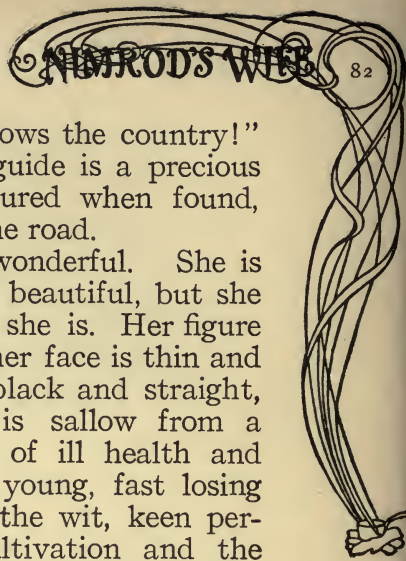 NIMROD'S WIFE 82
ows the country!"
guide is a precious
ured when found,
he road.
wonderful. She is
beautiful, but she
she is. Her figure
her face is thin and
black and straight,
is sallow from a
of ill health and
young, fast losing
the wit, keen per-
ltivation and the